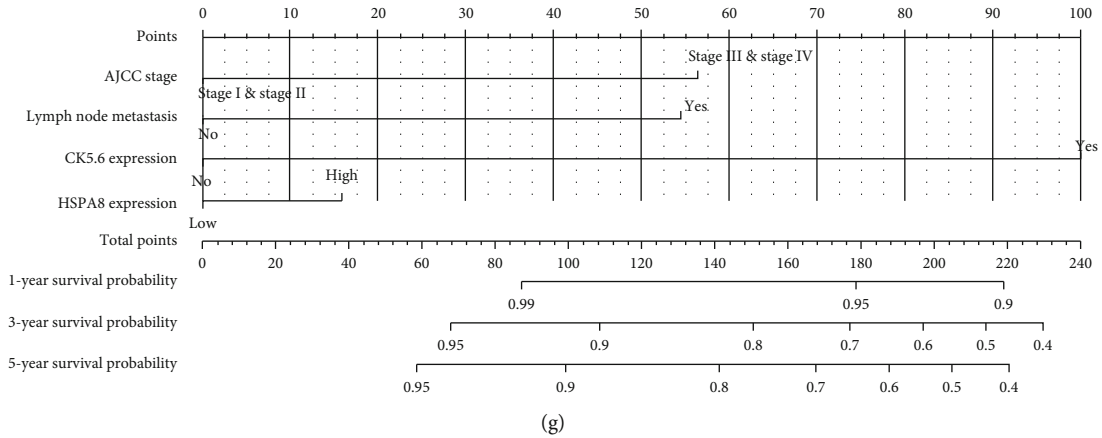 0 10 20 30 40 50 60 70 80 90 100
Points
Stage III & stage IV
AJCC stage
Stage I & stage II
Yes
Lymph node metastasis
No
Yes
CK5.6 expression
No
High
HSPA8 expression
Low
Total points
0 20 40 60 80 100 120 140 160 180 200 220 240
1-year survival probability
0.99 0.95 0.9
3-year survival probability
0.95 0.9 0.8 0.7 0.6 0.5 0.4
5-year survival probability
0.95 0.9 0.8 0.7 0.6 0.5 0.4
(g)